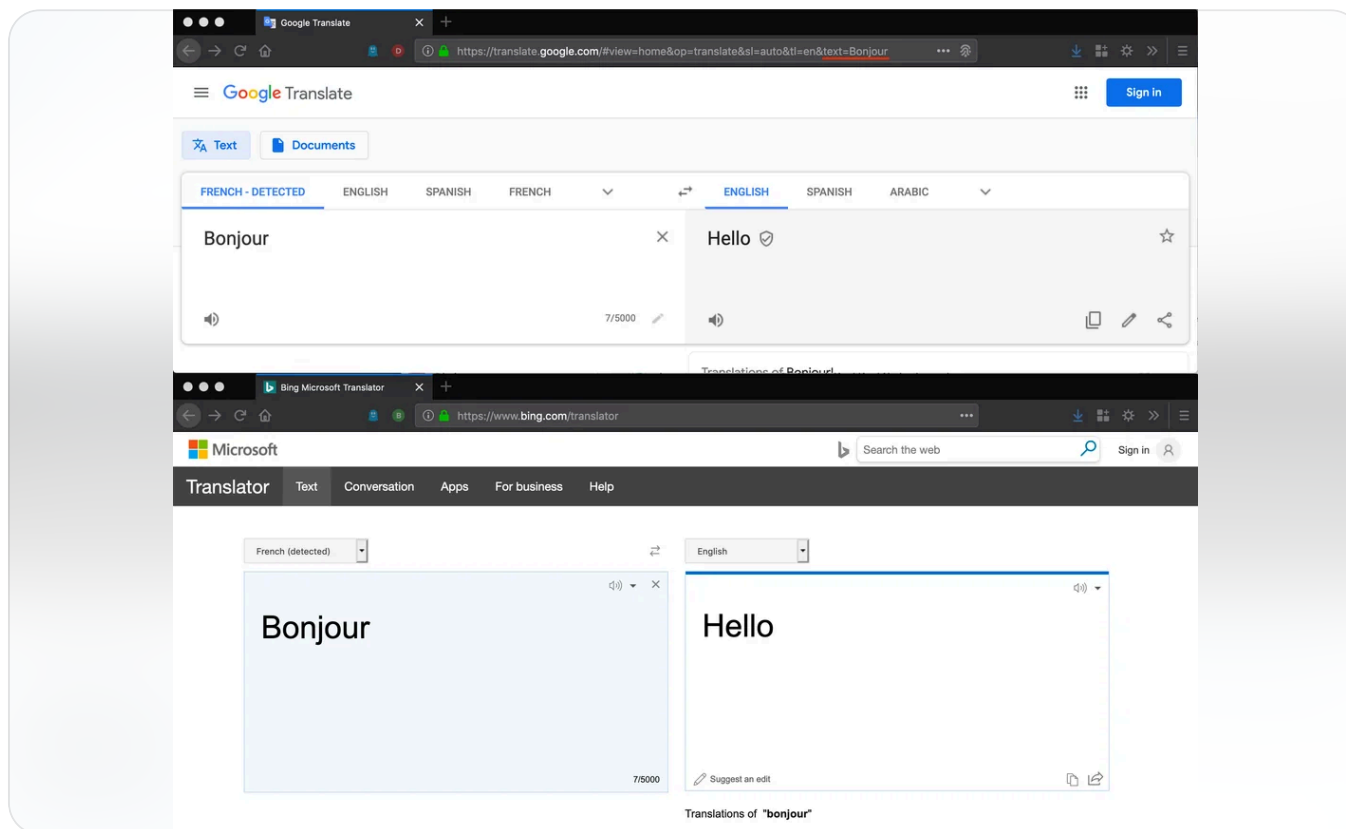 Google Translate
https://translate.google.com/#view=home&op=translate&sl=auto&tl=en&text=Bonjour
Google Translate
Sign in
Text Documents
FRENCH - DETECTED ENGLISH SPANISH FRENCH ENGLISH SPANISH ARABIC
Bonjour Hello
7/5000
Translations of Bonjour!
Bing Microsoft Translator
https://www.bing.com/translator
Microsoft Search the web Sign in
Translator Text Conversation Apps For business Help
French (detected) English
Bonjour Hello
7/5000 Suggest an edit
Translations of "bonjour"